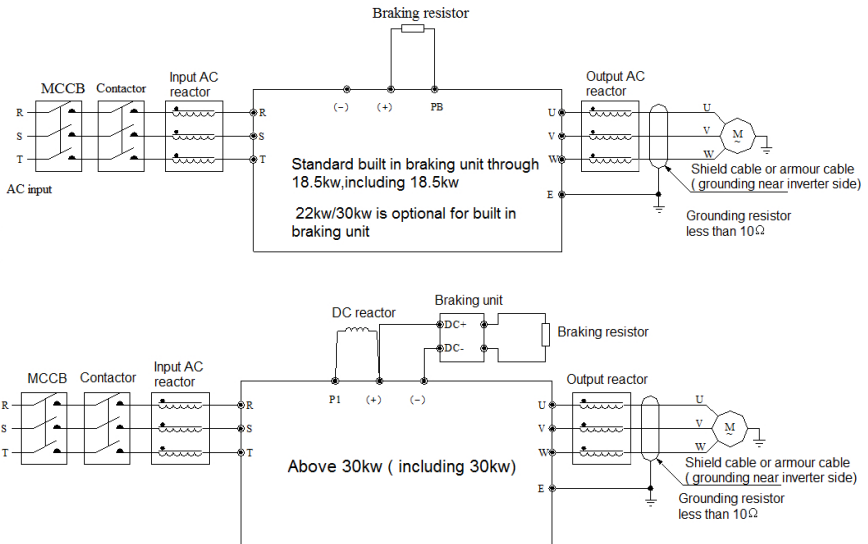 Braking resistor
MCCB
Contactor
Input AC
reactor
Output AC
reactor
(-) (+) PB
R R U U
S S V V M ~
T T W W
AC input
Standard built in braking unit through
18.5kw,including 18.5kw
22kw/30kw is optional for built in
braking unit
E
Shield cable or armour cable
( grounding near inverter side)
Grounding resistor
less than 10Ω
Braking unit
DC reactor
DC+
DC-
Braking resistor
MCCB
Contactor
Input AC
reactor
P1 (+) (-)
Output reactor
R R U U
S S V V M ~
T T W W
Above 30kw ( including 30kw)
E
Shield cable or armour cable
( grounding near inverter side)
Grounding resistor
less than 10Ω